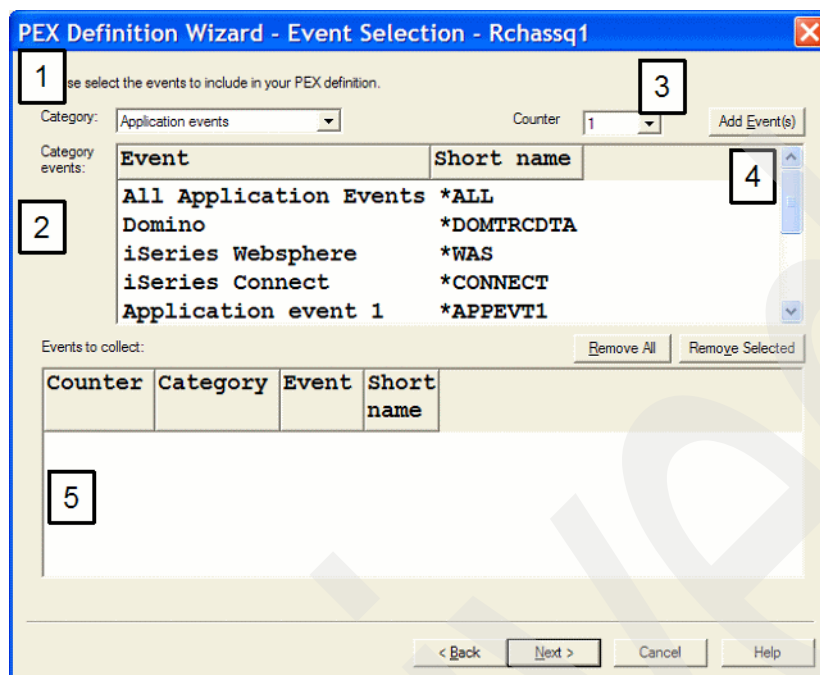 PEX Definition Wizard - Event Selection - Rchassq1
1
se select the events to include in your PEX definition.
3
Category:
Application events
Counter
1
Add Event(s)
Category events:
Event
Short name
4
2
All Application Events *ALL
Domino *DOMTRCDTA
iSeries Websphere *WAS
iSeries Connect *CONNECT
Application event 1 *APPEVT1
Events to collect:
Remove All
Remove Selected
Counter
Category
Event
Short name
5
< Back
Next >
Cancel
Help